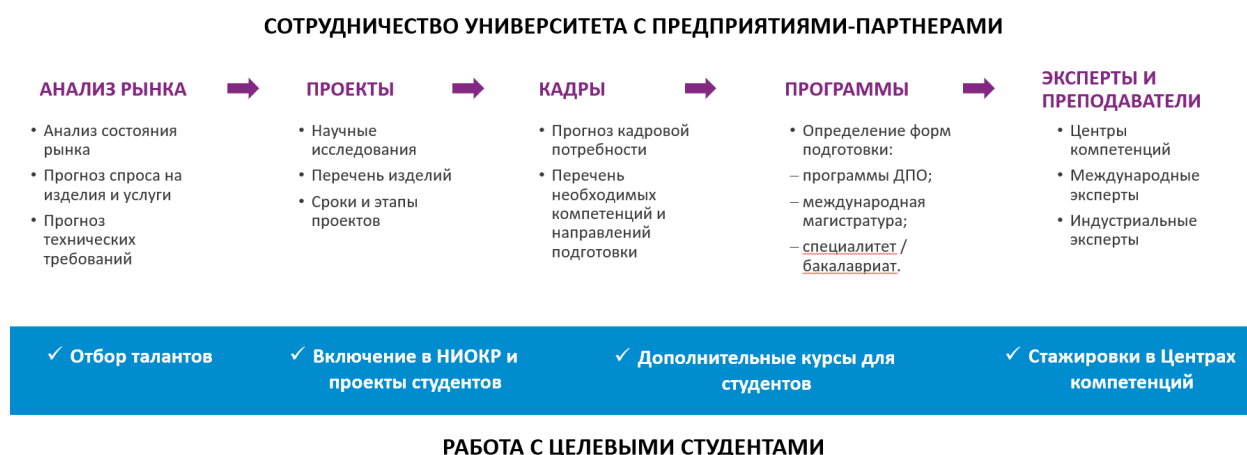 СОТРУДНИЧЕСТВО УНИВЕРСИТЕТА С ПРЕДПРИЯТИЯМИ-ПАРТНЕРАМИ
АНАЛИЗ РЫНКА
• Анализ состояния
рынка
• Прогноз спроса на
изделия и услуги
• Прогноз
технических
требований
ПРОЕКТЫ
• Научные
исследования
• Перечень изделий
• Сроки и этапы
проектов
КАДРЫ
• Прогноз кадровой
потребности
• Перечень
необходимых
компетенций и
направлений
подготовки
ПРОГРАММЫ
• Определение форм
подготовки:
– программы ДПО;
– международная
магистратура;
– специалитет /
бакалавриат.
ЭКСПЕРТЫ И
ПРЕПОДАВАТЕЛИ
• Центры
компетенций
• Международные
эксперты
• Индустриальные
эксперты
✓ Отбор талантов
✓ Включение в НИОКР и
проекты студентов
✓ Дополнительные курсы для
студентов
✓ Стажировки в Центрах
компетенций
РАБОТА С ЦЕЛЕВЫМИ СТУДЕНТАМИ